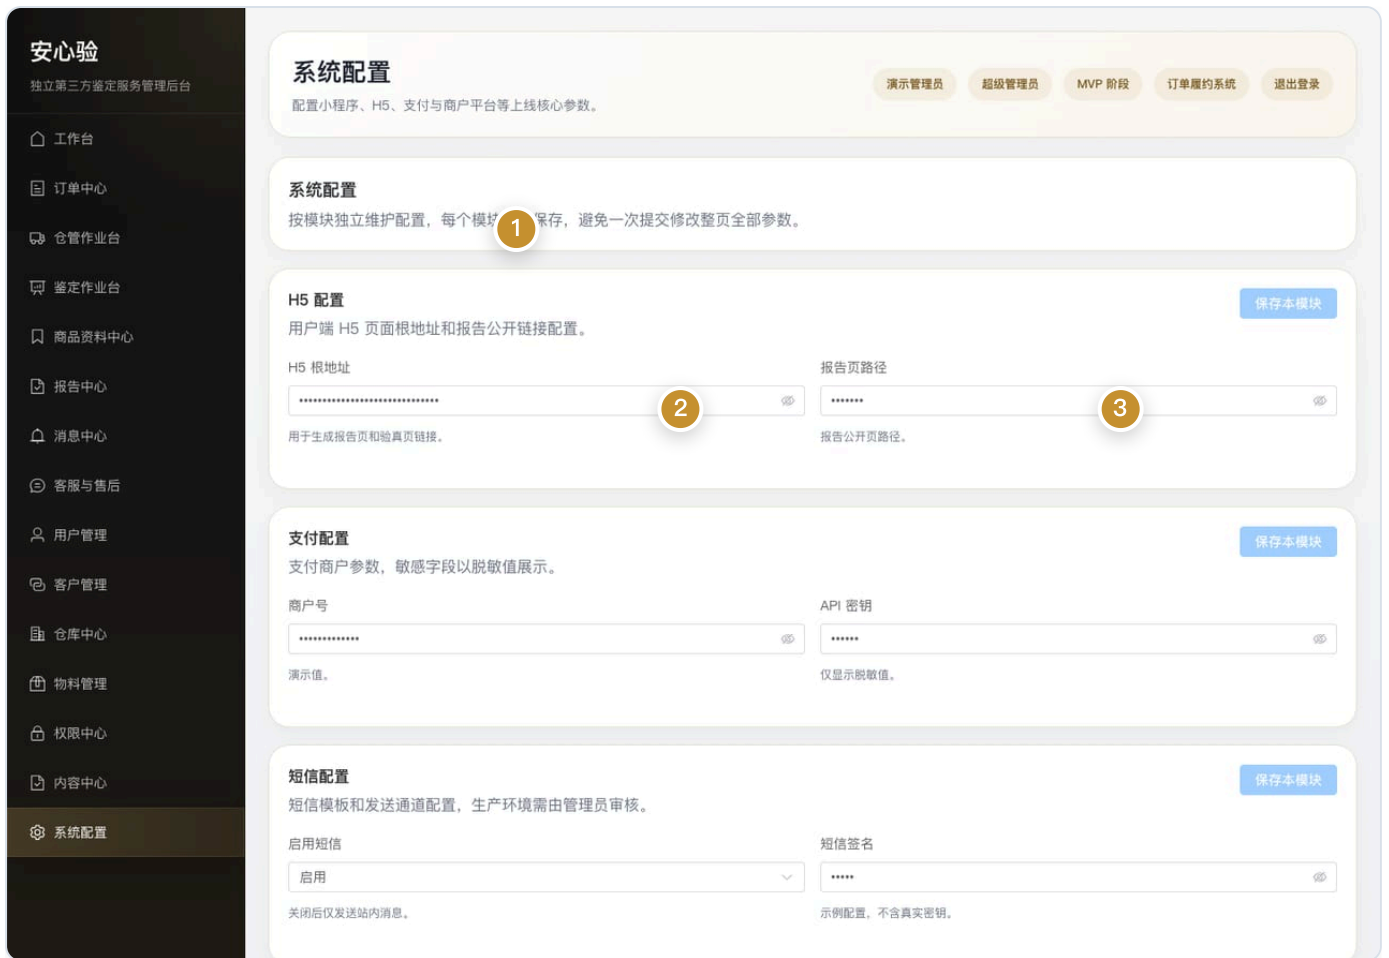 安心验
独立第三方鉴定服务管理后台
工作台
订单中心
仓管作业台
鉴定作业台
商品资料中心
报告中心
消息中心
客服与售后
用户管理
客户管理
仓库中心
物料管理
权限中心
内容中心
系统配置
系统配置
配置小程序、H5、支付与商户平台等上线核心参数。
演示管理员 超级管理员 MVP 阶段 订单履约系统 退出登录
系统配置
按模块独立维护配置，每个模块 保存，避免一次提交修改整页全部参数。
1
H5 配置 保存本模块
用户端 H5 页面根地址和报告公开链接配置。
H5 根地址 报告页路径
2 3
用于生成报告页和验真页链接。 报告公开页路径。
支付配置 保存本模块
支付商户参数，敏感字段以脱敏值展示。
商户号 API 密钥
演示值。 仅显示脱敏值。
短信配置 保存本模块
短信模板和发送通道配置，生产环境需由管理员审核。
启用短信 短信签名
启用
关闭后仅发送站内消息。 示例配置，不含真实密钥。